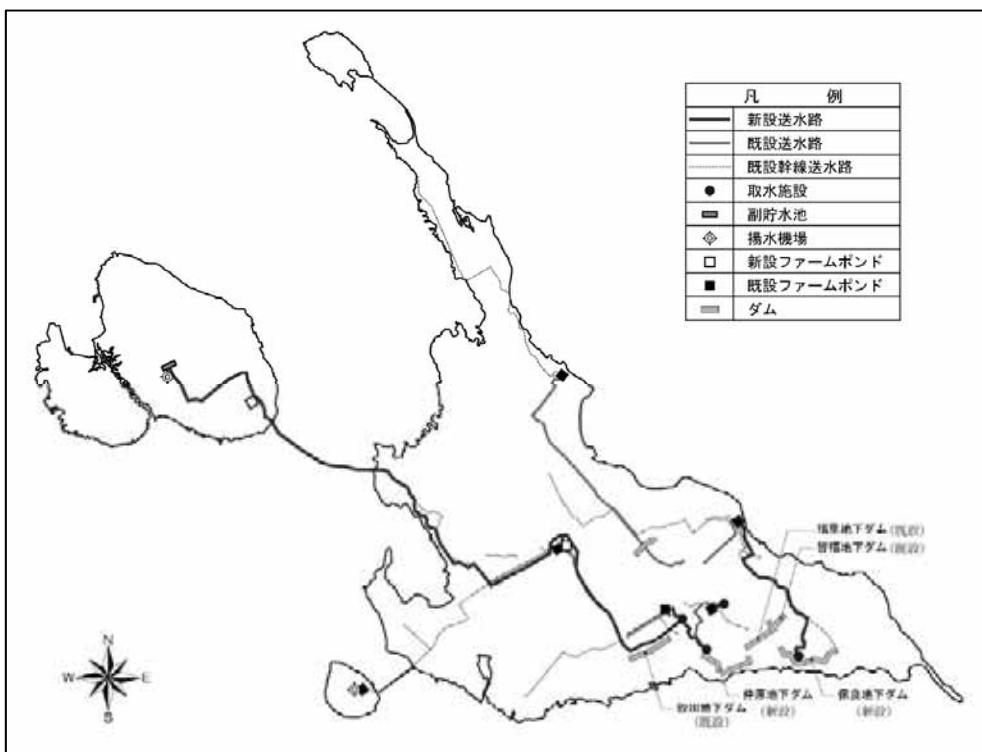 凡 例
新設送水路
既設送水路
既設幹線送水路
取水施設
副貯水池
揚水機場
新設ファームポンド
既設ファームポンド
ダム
福里地下ダム(既設)
皆福地下ダム(既設)
砂川地下ダム
(既設)
仲原地下ダム
(新設)
保良地下ダム
(新設)
N
W
E
S